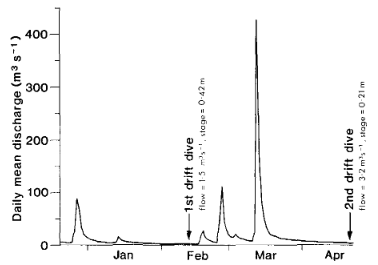 Daily mean discharge (m³ s⁻¹)
400
300
200
100
0
1st drift dive
flow = 1·5 m³s⁻¹, stage = 0·42 m
2nd drift dive
flow = 3·2 m³s⁻¹, stage = 0·21 m
Jan
Feb
Mar
Apr